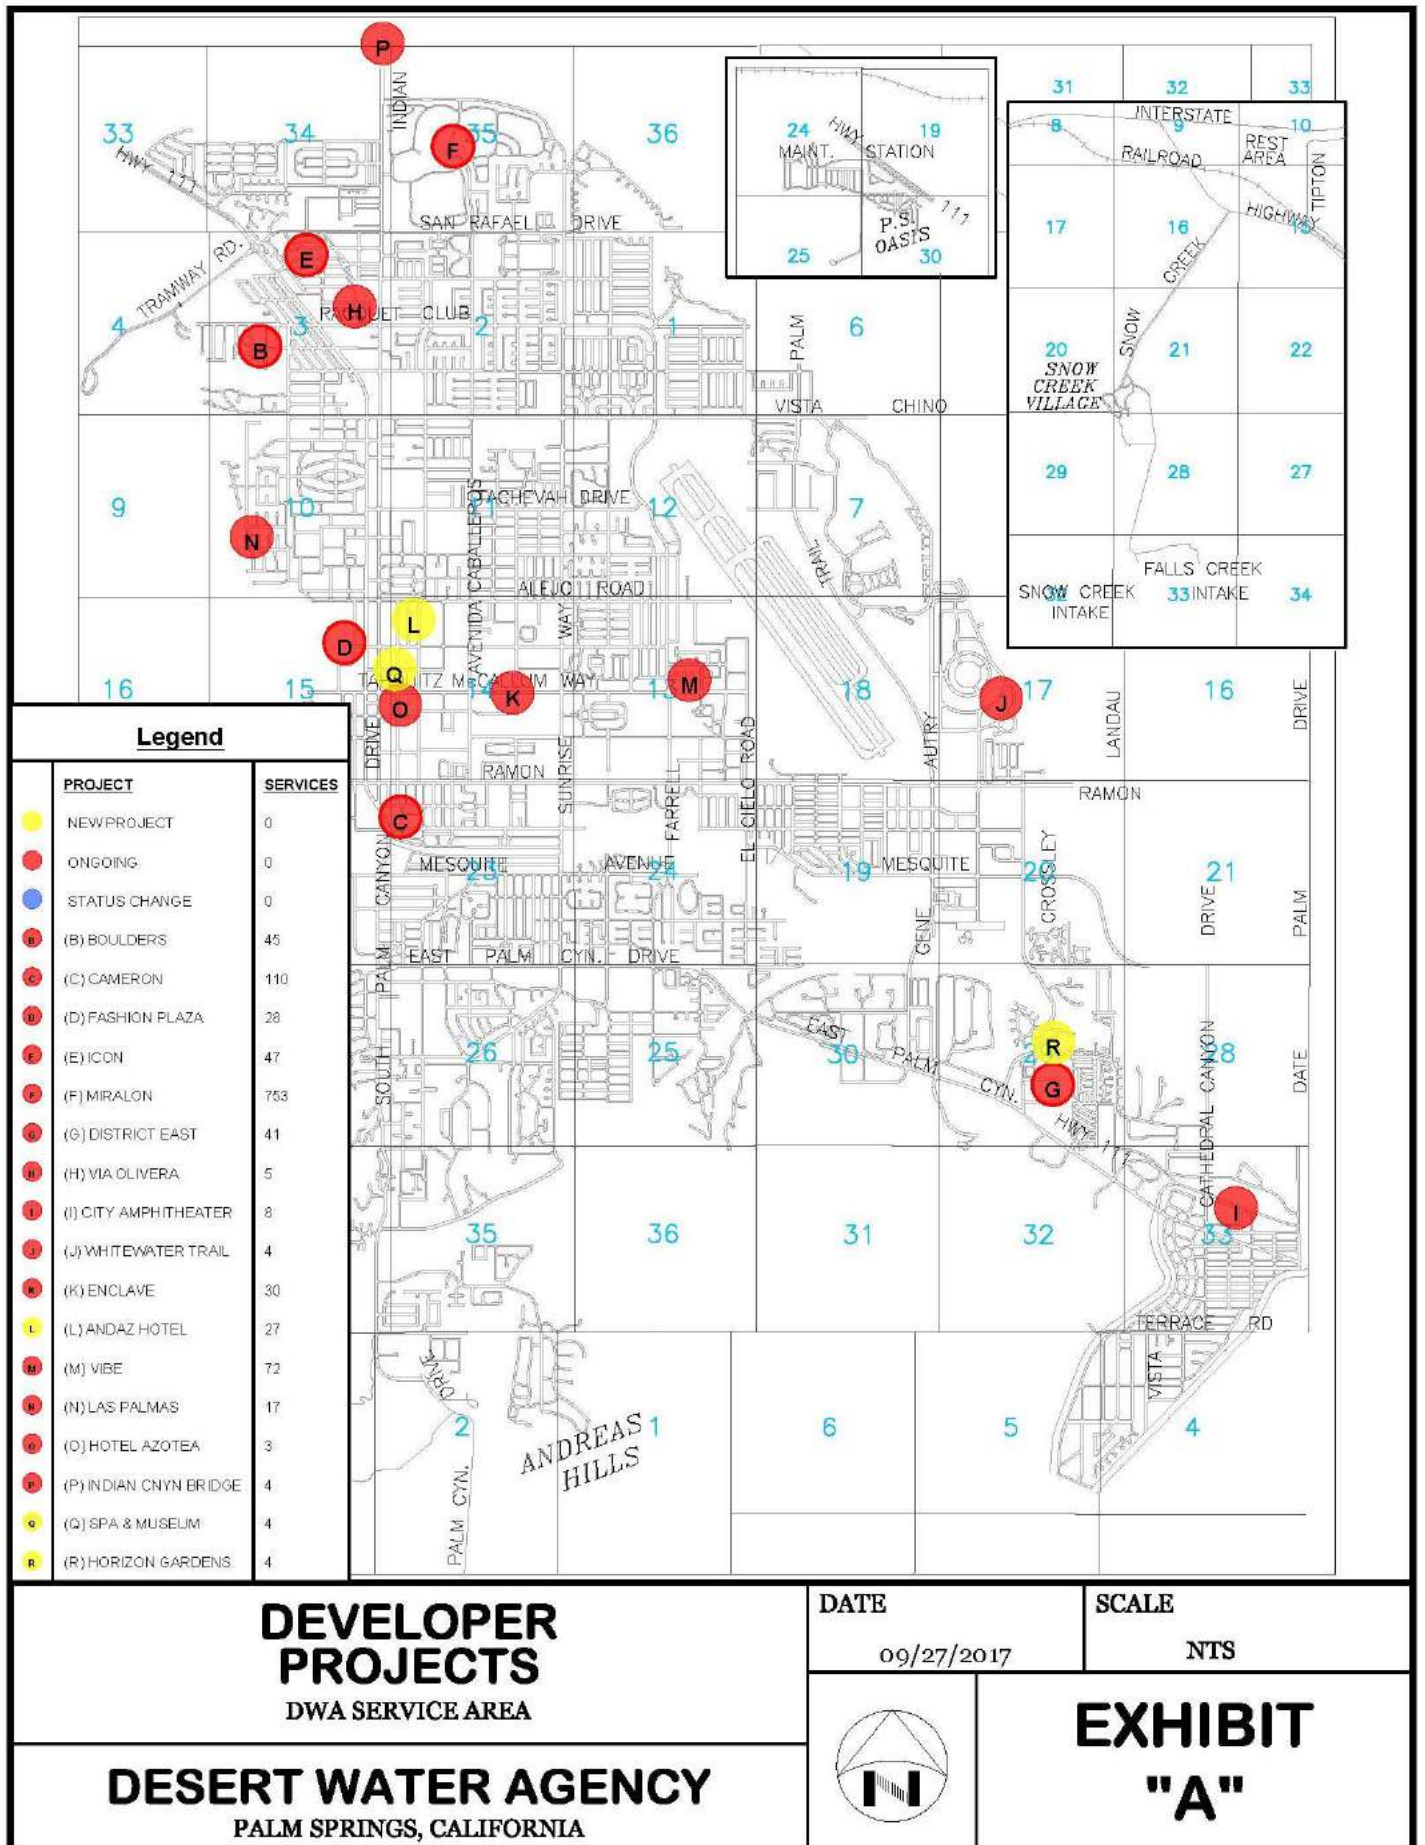 P
INDIAN
33
34
35
36
F
HWY 111
SAN RAFAEL DRIVE
TRAMWAY RD.
E
H
RACQUET CLUB
B
4
3
2
1
6
PALM
VISTA CHINO
24
19
HWY
MAINT. STATION
111
P.S.
OASIS
25
30
31
32
33
INTERSTATE
8
9
10
REST
AREA
RAILROAD
TIPTON
HIGHWAY
17
16
15
CREEK
SNOW
20
21
22
SNOW
CREEK
VILLAGE
29
28
27
FALLS CREEK
SNOW CREEK
INTAKE
INTAKE
32
33
34
9
10
11
12
7
TACHEVAH DRIVE
AVENIDA CABALLEROS
N
ALEJO ROAD
TRAIL
WAY
L
D
Q
TAHQUITZ McCALLUM WAY
16
15
14
13
18
17
16
O
K
M
J
DRIVE
LANDAU
DRIVE
AUTRY
RAMON
SUNRISE
FARRELL
EL CIELO ROAD
RAMON
C
MESQUITE AVENUE
MESQUITE
CROSSLEY
23
24
19
20
21
CANYON
GENE
DRIVE
PALM
EAST PALM CYN. DRIVE
PALM
SOUTH
26
25
30
28
EAST PALM CYN.
HWY 111
R
G
CATHEDRAL CANYON
DATE
I
35
36
31
32
33
TERRACE RD
VISTA
DRIVE
2
1
6
5
4
ANDREAS
HILLS
PALM CYN.
Legend
PROJECT SERVICES
NEW PROJECT 0
ONGOING 0
STATUS CHANGE 0
B (B) BOULDERS 45
C (C) CAMERON 110
D (D) FASHION PLAZA 28
E (E) ICON 47
F (F) MIRALON 753
G (G) DISTRICT EAST 41
H (H) VIA OLIVERA 5
I (I) CITY AMPHITHEATER 8
J (J) WHITEWATER TRAIL 4
K (K) ENCLAVE 30
L (L) ANDAZ HOTEL 27
M (M) VIBE 72
N (N) LAS PALMAS 17
O (O) HOTEL AZOTEA 3
P (P) INDIAN CNYN BRIDGE 4
Q (Q) SPA & MUSEUM 4
R (R) HORIZON GARDENS 4
DEVELOPER
PROJECTS
DWA SERVICE AREA
DESERT WATER AGENCY
PALM SPRINGS, CALIFORNIA
DATE
09/27/2017
SCALE
NTS
N
EXHIBIT
"A"